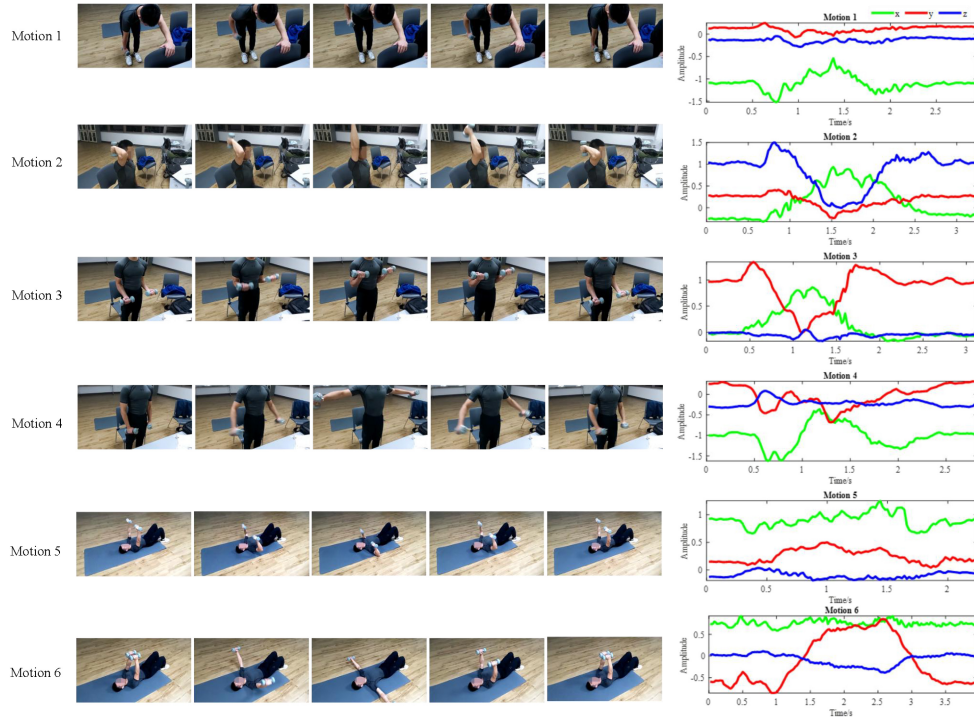 Motion 1
Motion 1
x y z
Amplitude
0
-0.5
-1
-1.5
0 0.5 1 1.5 2 2.5
Time/s
Motion 2
Motion 2
Amplitude
1.5
1
0.5
0
0 0.5 1 1.5 2 2.5 3
Time/s
Motion 3
Motion 3
Amplitude
1
0.5
0
0 0.5 1 1.5 2 2.5 3
Time/s
Motion 4
Motion 4
Amplitude
0
-0.5
-1
-1.5
0 0.5 1 1.5 2 2.5
Time/s
Motion 5
Motion 5
Amplitude
1
0.5
0
0 0.5 1 1.5 2
Time/s
Motion 6
Motion 6
Amplitude
0.5
0
-0.5
0 0.5 1 1.5 2 2.5 3 3.5
Time/s